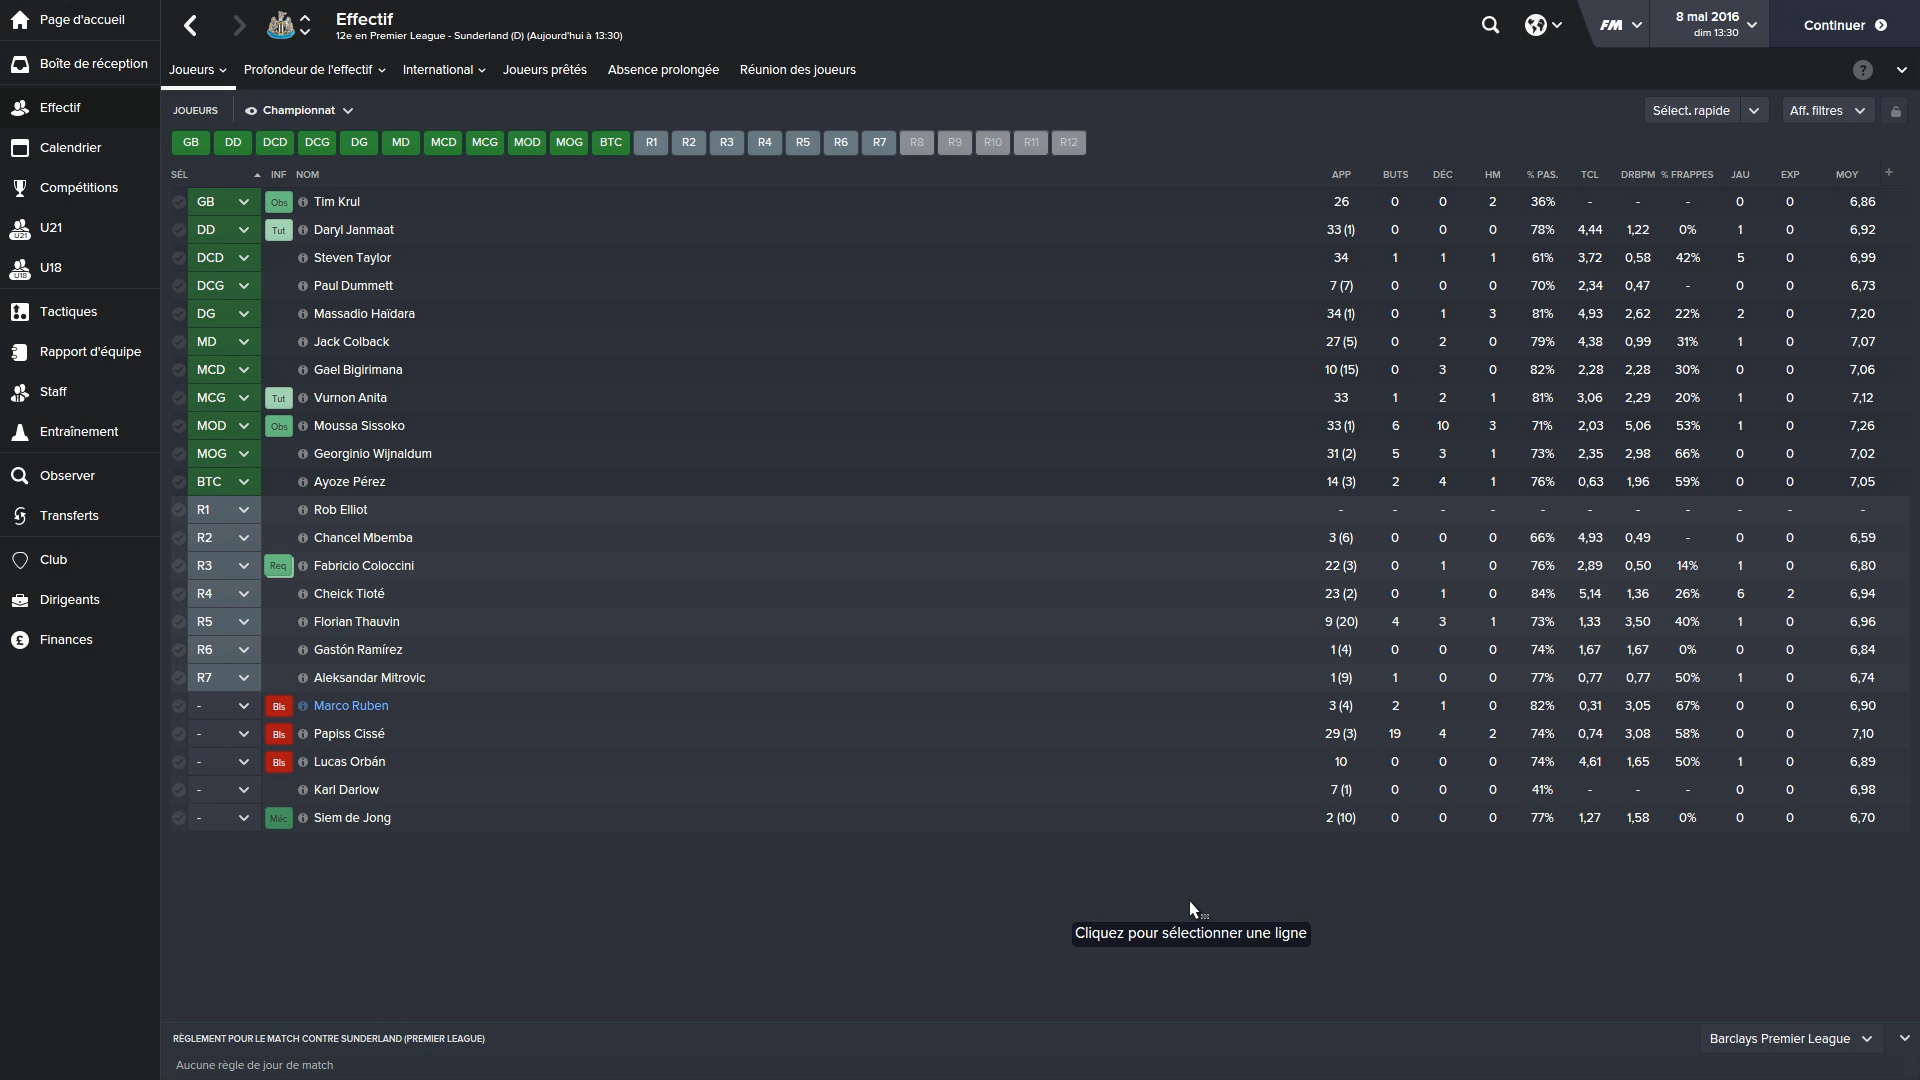 Page d'accueil
Boîte de réception
Effectif
Calendrier
Compétitions
U21
U21
U18
U18
Tactiques
Rapport d'équipe
Staff
Entraînement
Observer
Transferts
Club
Dirigeants
Finances
Effectif
12e en Premier League - Sunderland (D) (Aujourd'hui à 13:30)
FM
8 mai 2016
dim 13:30
Continuer
Joueurs Profondeur de l'effectif International Joueurs prêtés Absence prolongée Réunion des joueurs
?
JOUEURS Championnat Sélect. rapide Aff. filtres
GB DD DCD DCG DG MD MCD MCG MOD MOG BTC R1 R2 R3 R4 R5 R6 R7 R8 R9 R10 R11 R12
SÉL INF NOM APP BUTS DÉC HM % PAS. TCL DRBPM % FRAPPES JAU EXP MOY +
GB Obs Tim Krul 26 0 0 2 36% - - - 0 0 6,86
DD Tut Daryl Janmaat 33 (1) 0 0 0 78% 4,44 1,22 0% 1 0 6,92
DCD Steven Taylor 34 1 1 1 61% 3,72 0,58 42% 5 0 6,99
DCG Paul Dummett 7 (7) 0 0 0 70% 2,34 0,47 - 0 0 6,73
DG Massadio Haïdara 34 (1) 0 1 3 81% 4,93 2,62 22% 2 0 7,20
MD Jack Colback 27 (5) 0 2 0 79% 4,38 0,99 31% 1 0 7,07
MCD Gael Bigirimana 10 (15) 0 3 0 82% 2,28 2,28 30% 0 0 7,06
MCG Tut Vurnon Anita 33 1 2 1 81% 3,06 2,29 20% 1 0 7,12
MOD Obs Moussa Sissoko 33 (1) 6 10 3 71% 2,03 5,06 53% 1 0 7,26
MOG Georginio Wijnaldum 31 (2) 5 3 1 73% 2,35 2,98 66% 0 0 7,02
BTC Ayoze Pérez 14 (3) 2 4 1 76% 0,63 1,96 59% 0 0 7,05
R1 Rob Elliot - - - - - - - - - - -
R2 Chancel Mbemba 3 (6) 0 0 0 66% 4,93 0,49 - 0 0 6,59
R3 Req Fabricio Coloccini 22 (3) 0 1 0 76% 2,89 0,50 14% 1 0 6,80
R4 Cheick Tioté 23 (2) 0 1 0 84% 5,14 1,36 26% 6 2 6,94
R5 Florian Thauvin 9 (20) 4 3 1 73% 1,33 3,50 40% 1 0 6,96
R6 Gastón Ramírez 1 (4) 0 0 0 74% 1,67 1,67 0% 0 0 6,84
R7 Aleksandar Mitrovic 1 (9) 1 0 0 77% 0,77 0,77 50% 1 0 6,74
- Bls Marco Ruben 3 (4) 2 1 0 82% 0,31 3,05 67% 0 0 6,90
- Bls Papiss Cissé 29 (3) 19 4 2 74% 0,74 3,08 58% 0 0 7,10
- Bls Lucas Orbán 10 0 0 0 74% 4,61 1,65 50% 1 0 6,89
- Karl Darlow 7 (1) 0 0 0 41% - - - 0 0 6,98
- Méc Siem de Jong 2 (10) 0 0 0 77% 1,27 1,58 0% 0 0 6,70
Cliquez pour sélectionner une ligne
RÈGLEMENT POUR LE MATCH CONTRE SUNDERLAND (PREMIER LEAGUE) Barclays Premier League
Aucune règle de jour de match